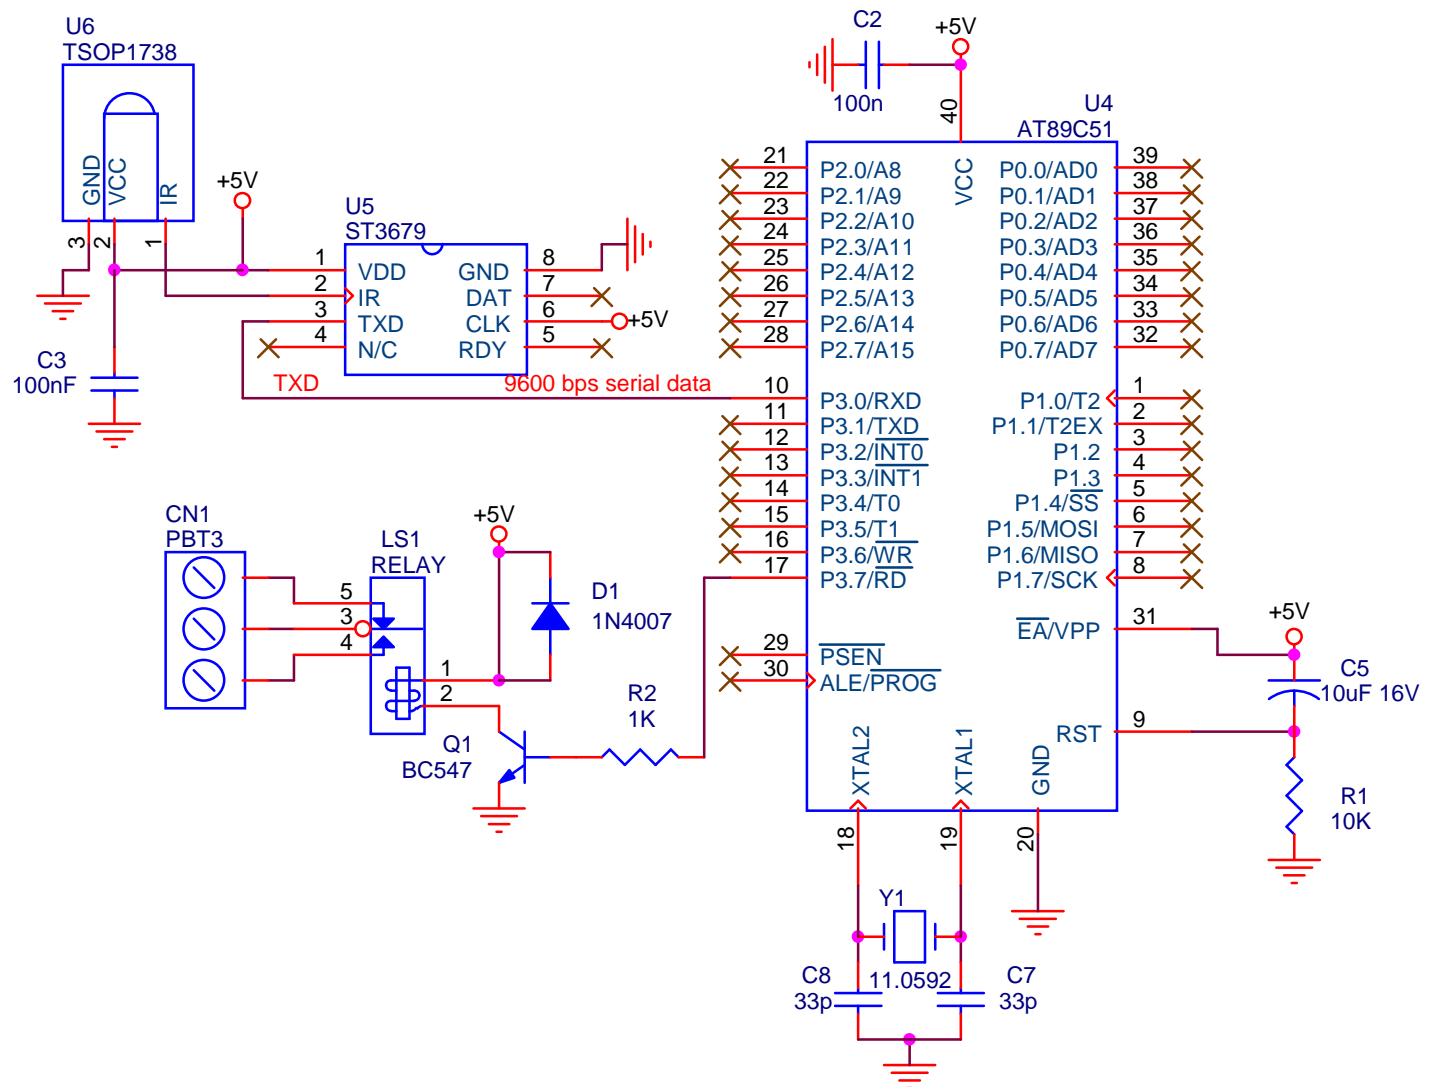 U6
TSOP1738
GND
VCC
IR
3
2
1
+5V
C3
100nF
U5
ST3679
1
2
3
4
VDD
IR
TXD
N/C
GND
DAT
CLK
RDY
8
7
6
5
+5V
TXD
9600 bps serial data
C2
100n
+5V
40
U4
AT89C51
VCC
21 P2.0/A8
22 P2.1/A9
23 P2.2/A10
24 P2.3/A11
25 P2.4/A12
26 P2.5/A13
27 P2.6/A14
28 P2.7/A15
10 P3.0/RXD
11 P3.1/TXD
12 P3.2/INT0
13 P3.3/INT1
14 P3.4/T0
15 P3.5/T1
16 P3.6/WR
17 P3.7/RD
29 PSEN
30 ALE/PROG
P0.0/AD0 39
P0.1/AD1 38
P0.2/AD2 37
P0.3/AD3 36
P0.4/AD4 35
P0.5/AD5 34
P0.6/AD6 33
P0.7/AD7 32
P1.0/T2 1
P1.1/T2EX 2
P1.2 3
P1.3 4
P1.4/SS 5
P1.5/MOSI 6
P1.6/MISO 7
P1.7/SCK 8
EA/VPP 31
RST 9
XTAL2
XTAL1
GND
18
19
20
+5V
C5
10uF 16V
R1
10K
Y1
11.0592
C8
33p
C7
33p
CN1
PBT3
LS1
RELAY
5
3
4
1
2
+5V
D1
1N4007
R2
1K
Q1
BC547